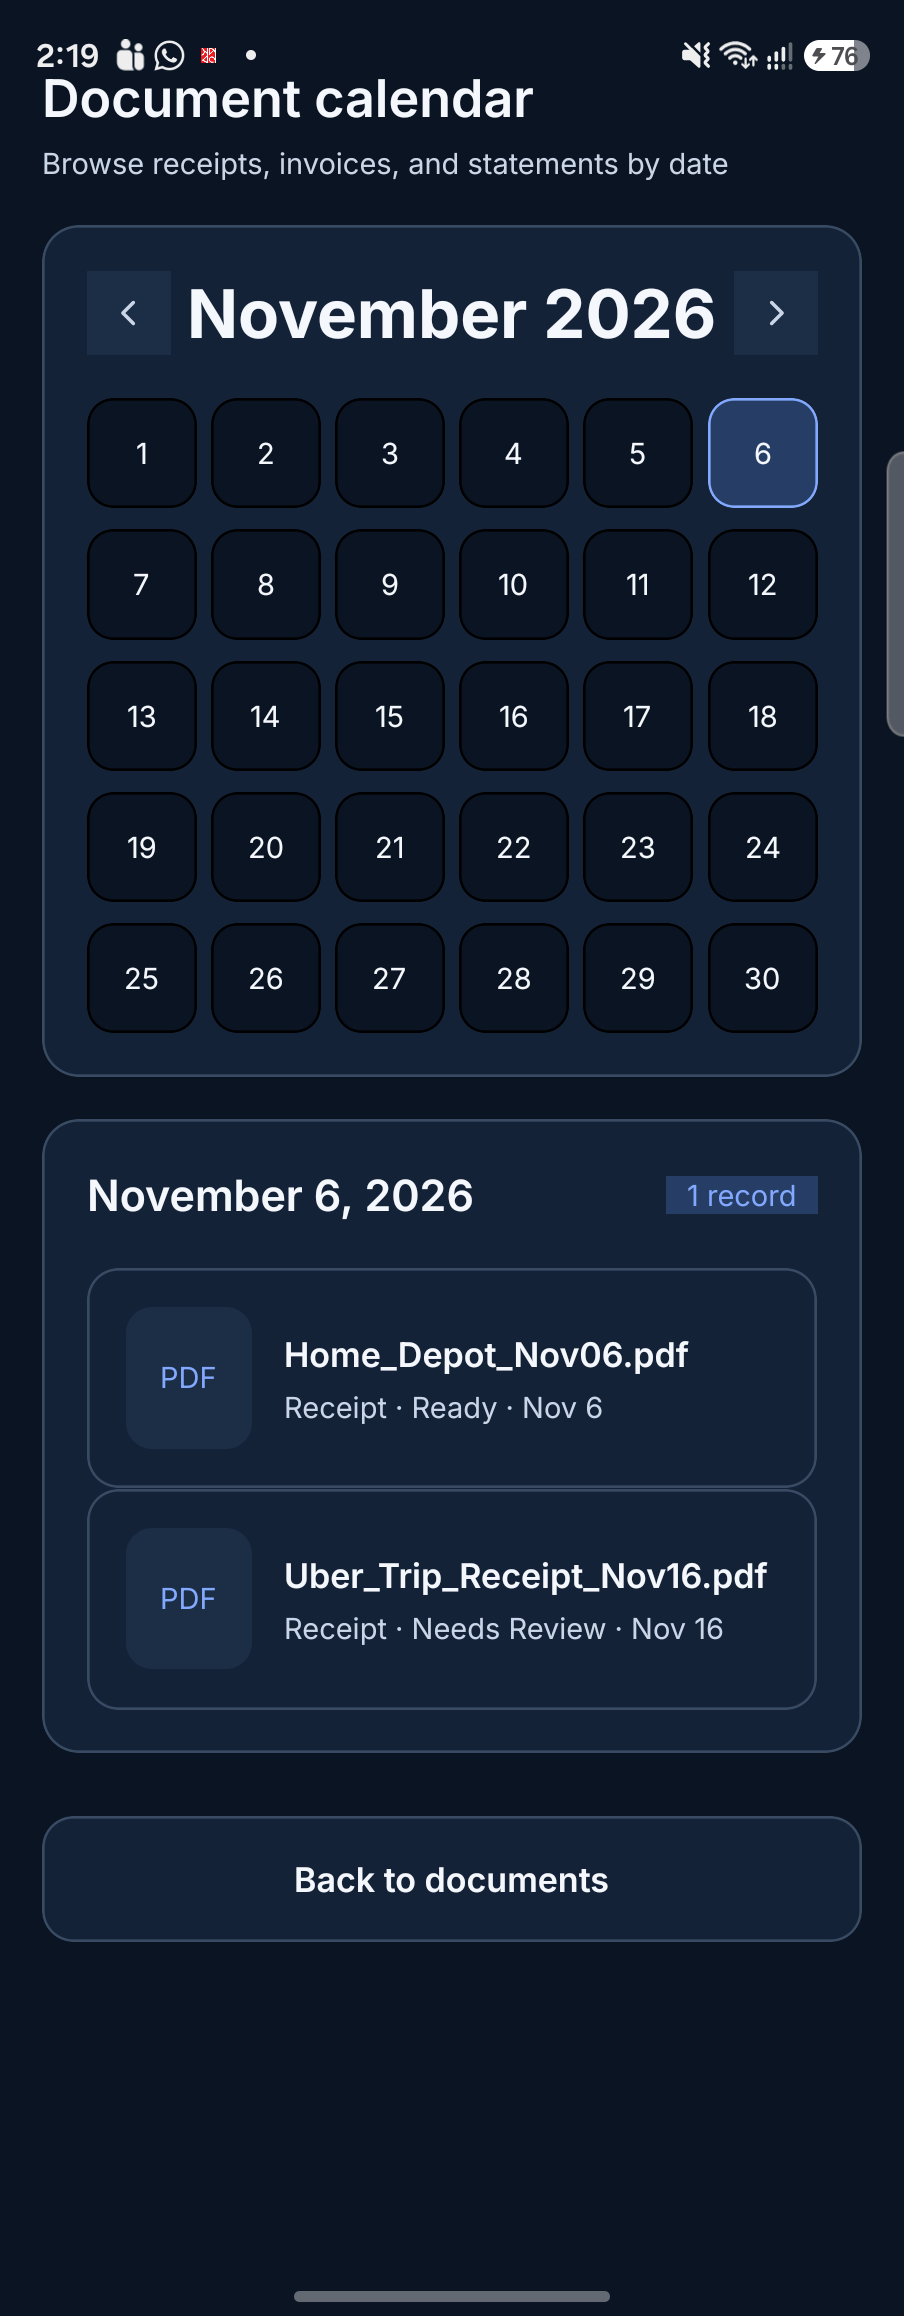 2:19 76
Document calendar
Browse receipts, invoices, and statements by date
November 2026
1 2 3 4 5 6
7 8 9 10 11 12
13 14 15 16 17 18
19 20 21 22 23 24
25 26 27 28 29 30
November 6, 2026 1 record
PDF
Home_Depot_Nov06.pdf
Receipt · Ready · Nov 6
PDF
Uber_Trip_Receipt_Nov16.pdf
Receipt · Needs Review · Nov 16
Back to documents